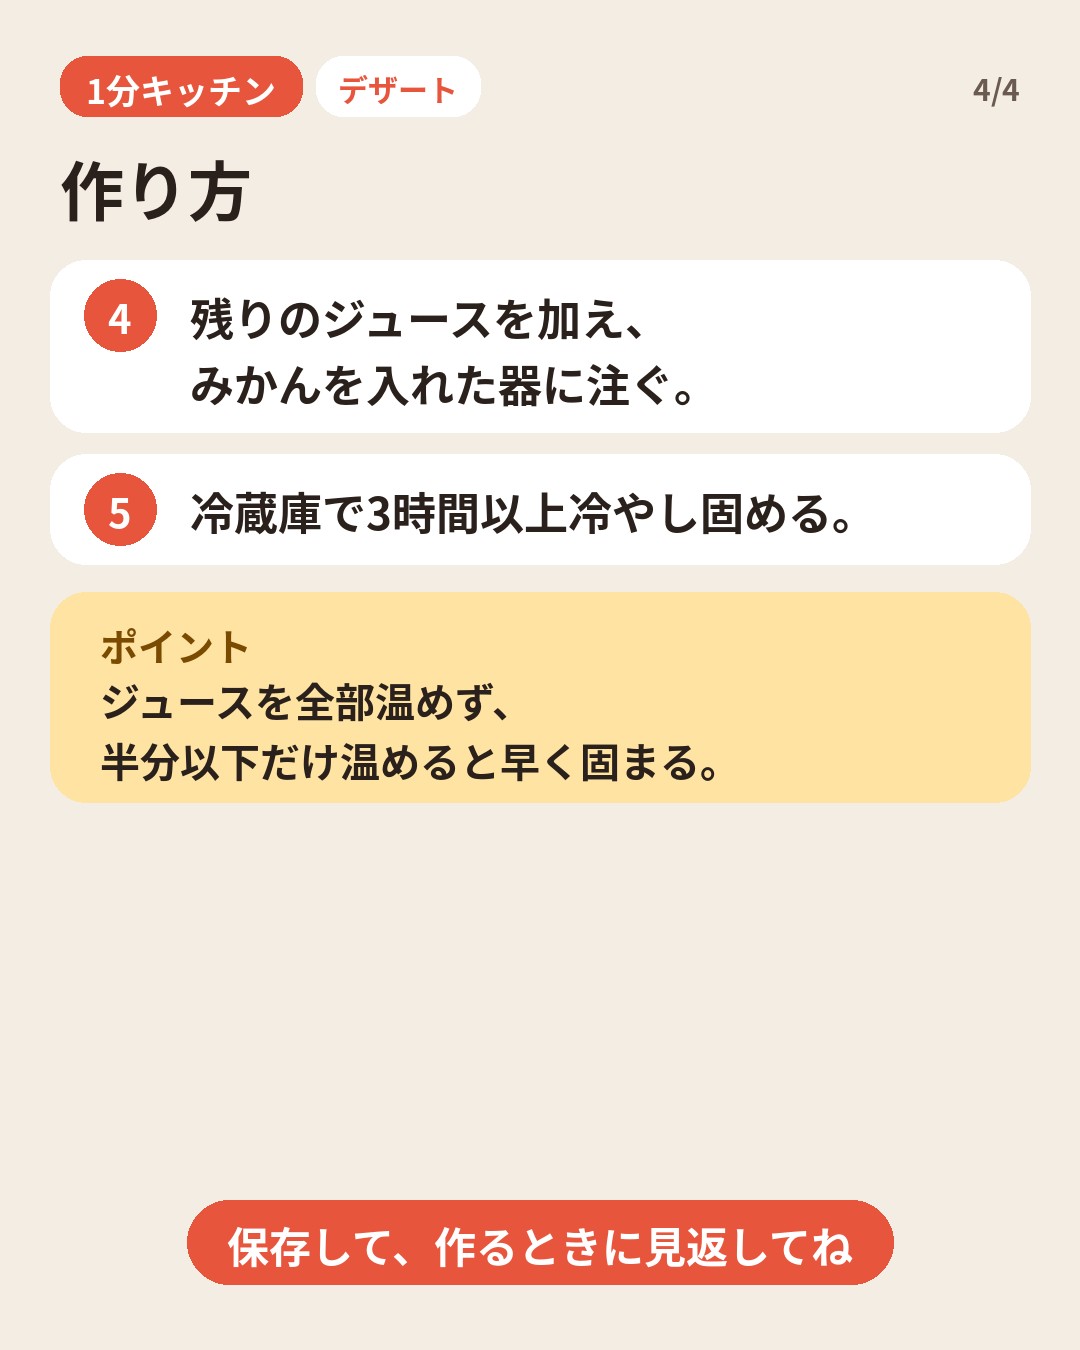 1分キッチン
デザート
4/4
作り方
4
残りのジュースを加え、
みかんを入れた器に注ぐ。
5
冷蔵庫で3時間以上冷やし固める。
ポイント
ジュースを全部温めず、
半分以下だけ温めると早く固まる。
保存して、作るときに見返してね